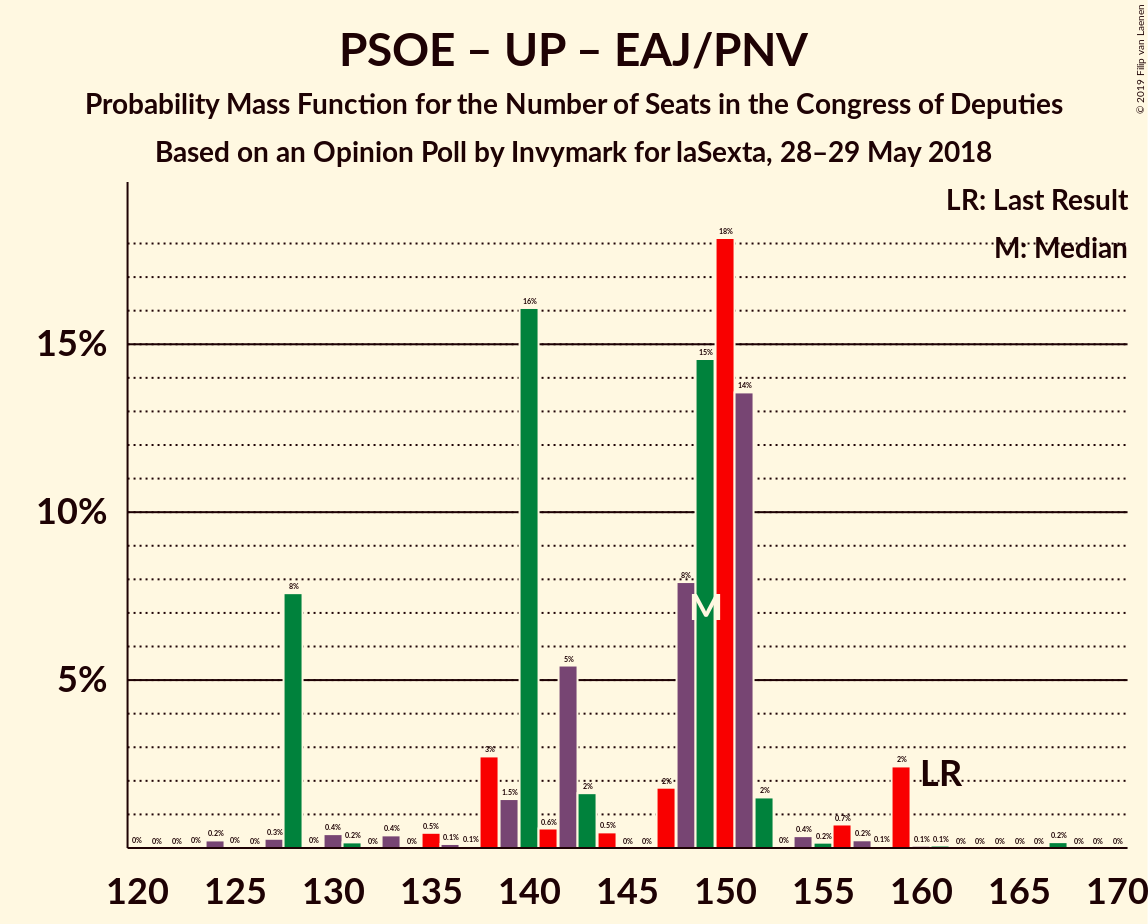 PSOE – UP – EAJ/PNV
Probability Mass Function for the Number of Seats in the Congress of Deputies
Based on an Opinion Poll by Invymark for laSexta, 28–29 May 2018
© 2019 Filip van Laenen
LR: Last Result
M: Median
15%
10%
5%
0% 0% 0% 0% 0.2% 0% 0% 0.3% 8% 0% 0.4% 0.2% 0% 0.4% 0% 0.5% 0.1% 0.1% 3% 1.5% 16% 0.6% 5% 2% 0.5% 0% 0% 2% 8% 15% 18% 14% 2% 0% 0.4% 0.2% 0.7% 0.2% 0.1% 2% 0.1% 0.1% 0% 0% 0% 0% 0% 0.2% 0% 0% 0%
M
LR
120 125 130 135 140 145 150 155 160 165 170